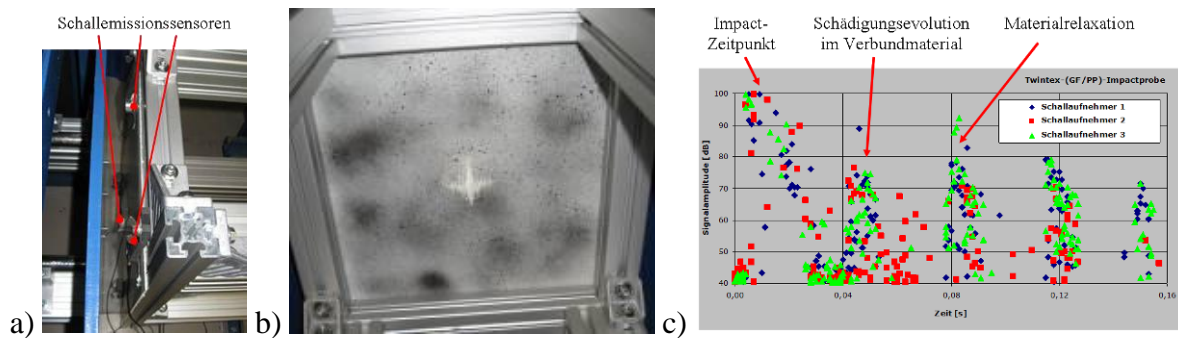 Schallemissionssensoren
a)
b)
Impact-
Zeitpunkt
Schädigungsevolution
im Verbundmaterial
Materialrelaxation
Twintex-(GF/PP)-Impactprobe
Schallaufnehmer 1
Schallaufnehmer 2
Schallaufnehmer 3
Signalamplitude [dB]
100
90
80
70
60
50
40
0,00
0,04
0,08
0,12
0,16
Zeit [s]
c)